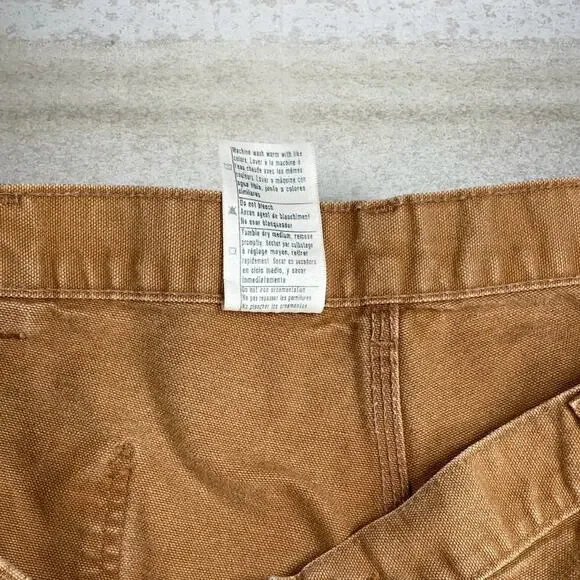 Machine wash warm with like
colors. Laver à la machine à
l'eau chaude avec les mêmes
couleurs. Lavar a máquina con
agua tibia, junto a colores
similares
Do not bleach
Aucun agent de blanchiment
No usar blanqueador
Tumble dry medium, remove
promptly. Sécher par culbutage
à réglage moyen, retirer
rapidement. Secar en secadora
en ciclo medio, y sacar
inmediatamente
Do not iron ornamentation
Ne pas repasser les garnitures
No planchar los ornamentos